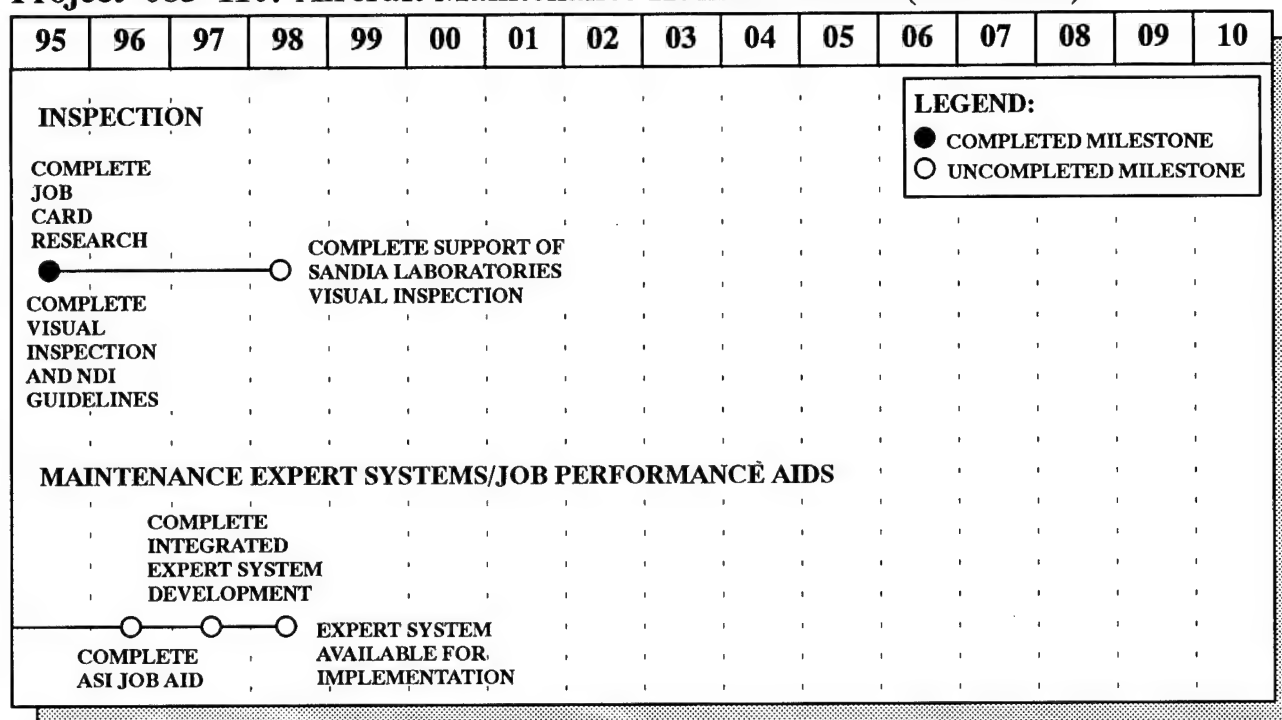 95 96 97 98 99 00 01 02 03 04 05 06 07 08 09 10
LEGEND:
● COMPLETED MILESTONE
○ UNCOMPLETED MILESTONE
INSPECTION
COMPLETE
JOB
CARD
RESEARCH
COMPLETE SUPPORT OF
SANDIA LABORATORIES
VISUAL INSPECTION
COMPLETE
VISUAL
INSPECTION
AND NDI
GUIDELINES
MAINTENANCE EXPERT SYSTEMS/JOB PERFORMANCE AIDS
COMPLETE
INTEGRATED
EXPERT SYSTEM
DEVELOPMENT
COMPLETE
ASI JOB AID
EXPERT SYSTEM
AVAILABLE FOR
IMPLEMENTATION